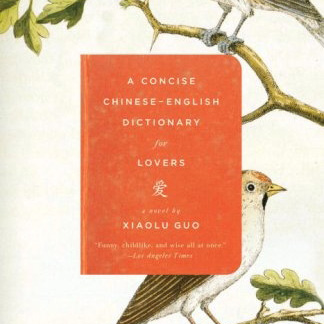 A CONCISE
CHINESE–ENGLISH
DICTIONARY
for
LOVERS
爱
a novel by
XIAOLU GUO
"Funny, childlike, and wise all at once."
—Los Angeles Times